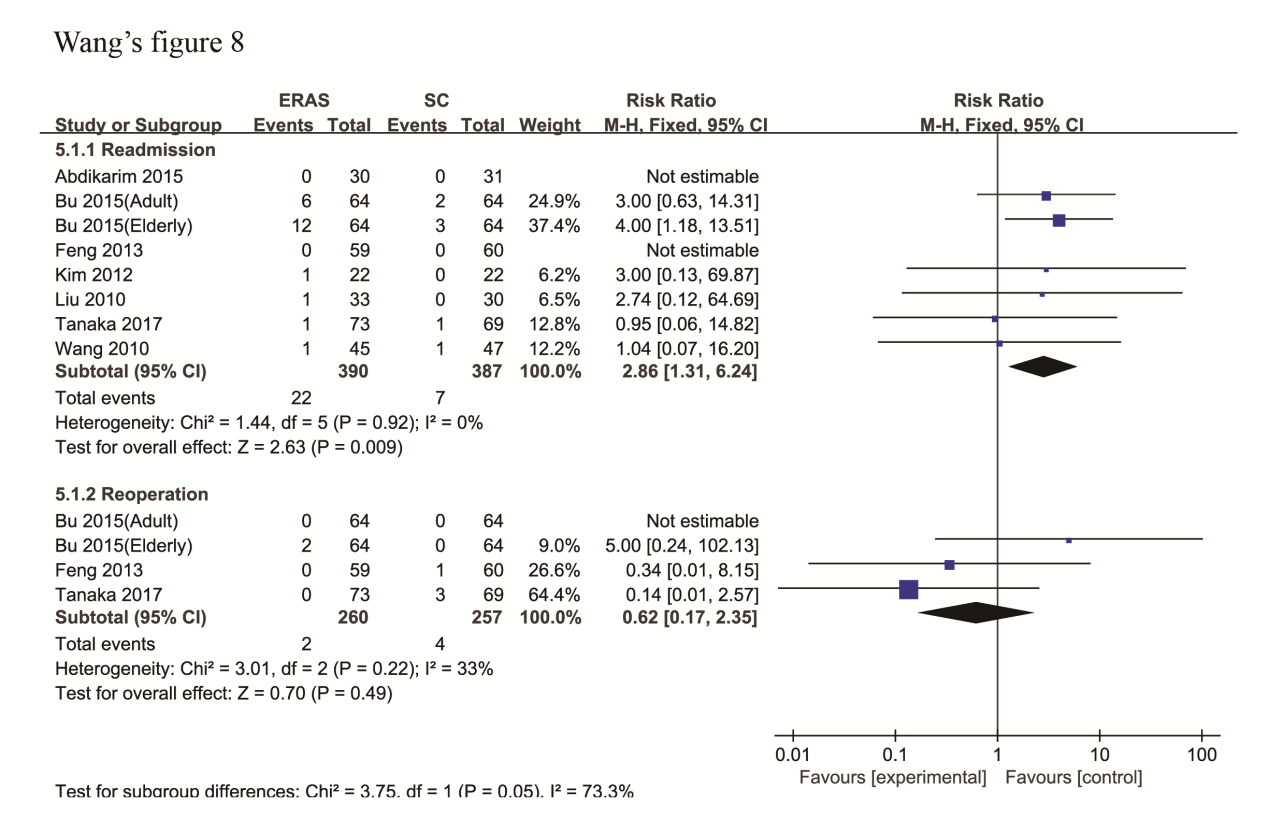 Wang’s figure 8
ERAS SC Risk Ratio Risk Ratio
Study or Subgroup Events Total Events Total Weight M-H, Fixed, 95% CI M-H, Fixed, 95% CI
5.1.1 Readmission
Abdikarim 2015 0 30 0 31 Not estimable
Bu 2015(Adult) 6 64 2 64 24.9% 3.00 [0.63, 14.31]
Bu 2015(Elderly) 12 64 3 64 37.4% 4.00 [1.18, 13.51]
Feng 2013 0 59 0 60 Not estimable
Kim 2012 1 22 0 22 6.2% 3.00 [0.13, 69.87]
Liu 2010 1 33 0 30 6.5% 2.74 [0.12, 64.69]
Tanaka 2017 1 73 1 69 12.8% 0.95 [0.06, 14.82]
Wang 2010 1 45 1 47 12.2% 1.04 [0.07, 16.20]
Subtotal (95% CI) 390 387 100.0% 2.86 [1.31, 6.24]
Total events 22 7
Heterogeneity: Chi² = 1.44, df = 5 (P = 0.92); I² = 0%
Test for overall effect: Z = 2.63 (P = 0.009)
5.1.2 Reoperation
Bu 2015(Adult) 0 64 0 64 Not estimable
Bu 2015(Elderly) 2 64 0 64 9.0% 5.00 [0.24, 102.13]
Feng 2013 0 59 1 60 26.6% 0.34 [0.01, 8.15]
Tanaka 2017 0 73 3 69 64.4% 0.14 [0.01, 2.57]
Subtotal (95% CI) 260 257 100.0% 0.62 [0.17, 2.35]
Total events 2 4
Heterogeneity: Chi² = 3.01, df = 2 (P = 0.22); I² = 33%
Test for overall effect: Z = 0.70 (P = 0.49)
0.01 0.1 1 10 100
Favours [experimental] Favours [control]
Test for subgroup differences: Chi² = 3.75, df = 1 (P = 0.05), I² = 73.3%